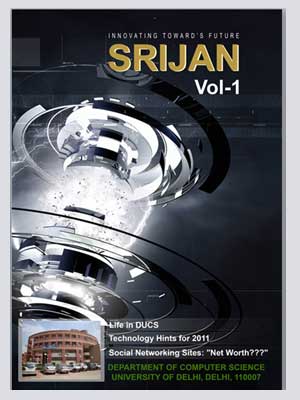 INNOVATING TOWARD'S FUTURE
SRIJAN
Vol-1
Life in DUCS
Technology Hints for 2011
Social Networking Sites: "Net Worth???"
DEPARTMENT OF COMPUTER SCIENCE
UNIVERSITY OF DELHI, DELHI, 110007